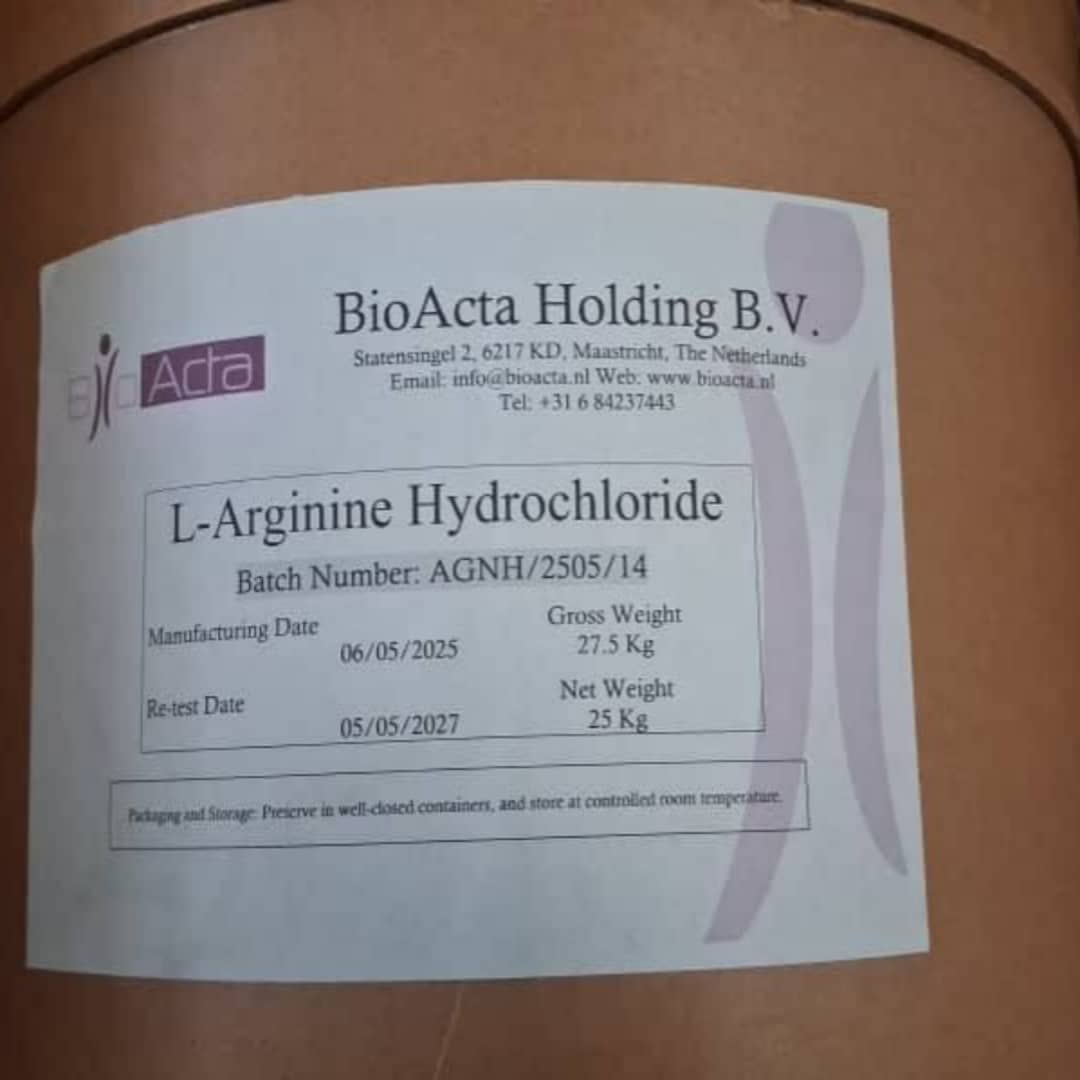 BioActa
BioActa Holding B.V.
Statensingel 2, 6217 KD, Maastricht, The Netherlands
Email: info@bioacta.nl Web: www.bioacta.nl
Tel: +31 6 84237443
L-Arginine Hydrochloride
Batch Number: AGNH/2505/14
Manufacturing Date
06/05/2025
Gross Weight
27.5 Kg
Re-test Date
05/05/2027
Net Weight
25 Kg
Packaging and Storage: Preserve in well-closed containers, and store at controlled room temperature.